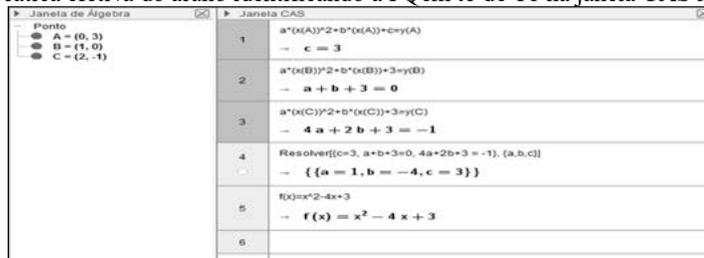 Janela de Álgebra
Janela CAS
Ponto
A = (0, 3)
B = (1, 0)
C = (2, -1)
1
a*(x(A))^2+b*(x(A))+c=y(A)
→ c = 3
2
a*(x(B))^2+b*(x(B))+3=y(B)
→ a + b + 3 = 0
3
a*(x(C))^2+b*(x(C))+3=y(C)
→ 4 a + 2 b + 3 = −1
4
Resolver[{c=3, a+b+3=0, 4a+2b+3 = -1}, {a,b,c}]
→ {{a = 1, b = −4, c = 3}}
5
f(x)=x^2-4x+3
→ f (x) = x² − 4 x + 3
6